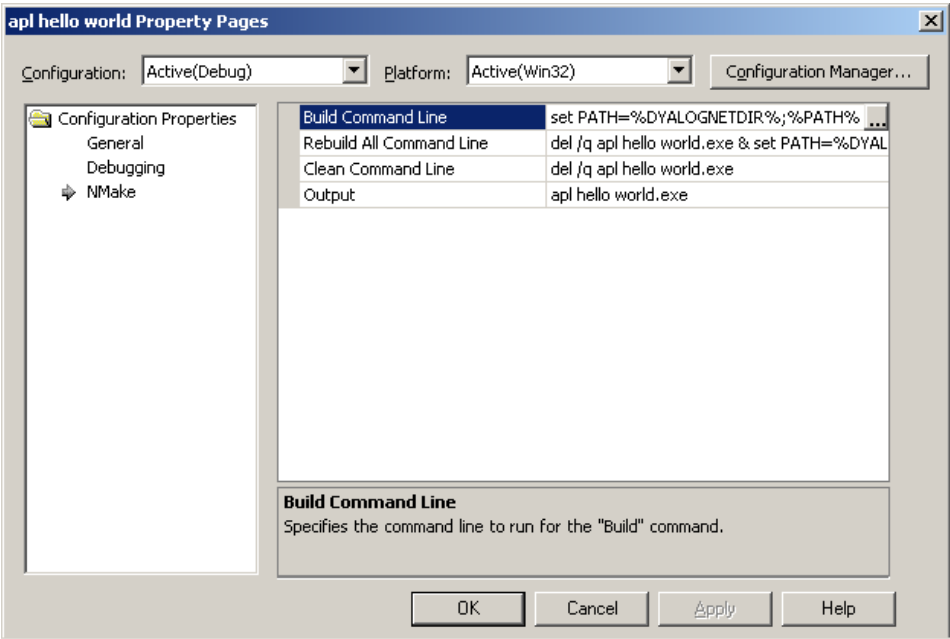 apl hello world Property Pages
Configuration: Active(Debug) Platform: Active(Win32) Configuration Manager...
Configuration Properties
General
Debugging
NMake
Build Command Line set PATH=%DYALOGNETDIR%;%PATH% ...
Rebuild All Command Line del /q apl hello world.exe & set PATH=%DYAL
Clean Command Line del /q apl hello world.exe
Output apl hello world.exe
Build Command Line
Specifies the command line to run for the "Build" command.
OK Cancel Apply Help